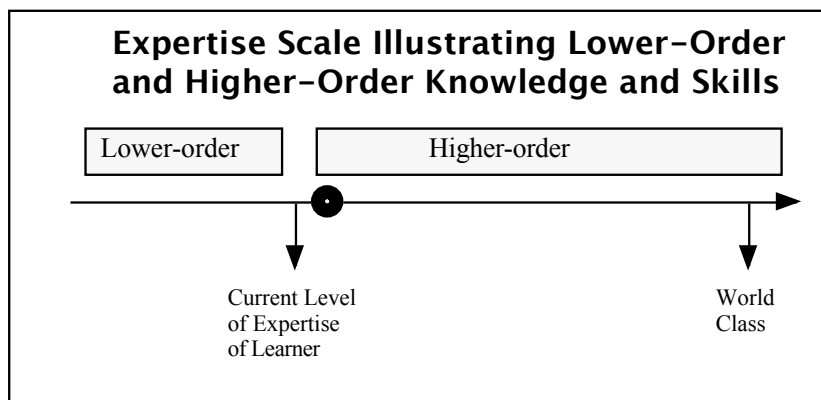 Expertise Scale Illustrating Lower-Order
and Higher-Order Knowledge and Skills
Lower-order
Higher-order
Current Level
of Expertise
of Learner
World
Class